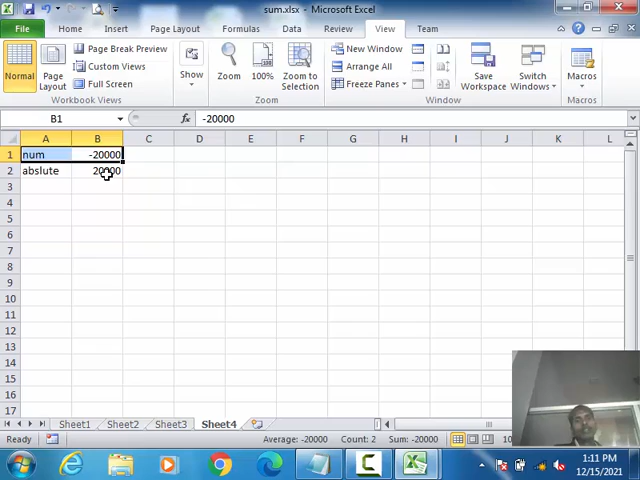 sum.xlsx - Microsoft Excel
File Home Insert Page Layout Formulas Data Review View Team
Normal Page Layout Page Break Preview Custom Views Full Screen Show Zoom 100% Zoom to Selection New Window Arrange All Freeze Panes Save Workspace Switch Windows Macros
Workbook Views Zoom Window Macros
B1 fx -20000
A B C D E F G H I J K L
1 num -20000
2 abslute 20000
3
4
5
6
7
8
9
10
11
12
13
14
15
16
17
Sheet1 Sheet2 Sheet3 Sheet4
Ready Average: -20000 Count: 2 Sum: -20000
1:11 PM
12/15/2021